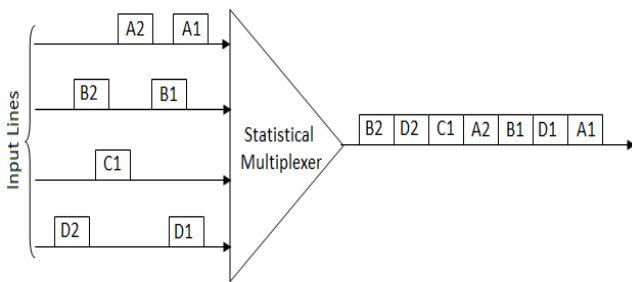 Input Lines
A2 A1
B2 B1
C1
D2 D1
Statistical
Multiplexer
B2 D2 C1 A2 B1 D1 A1